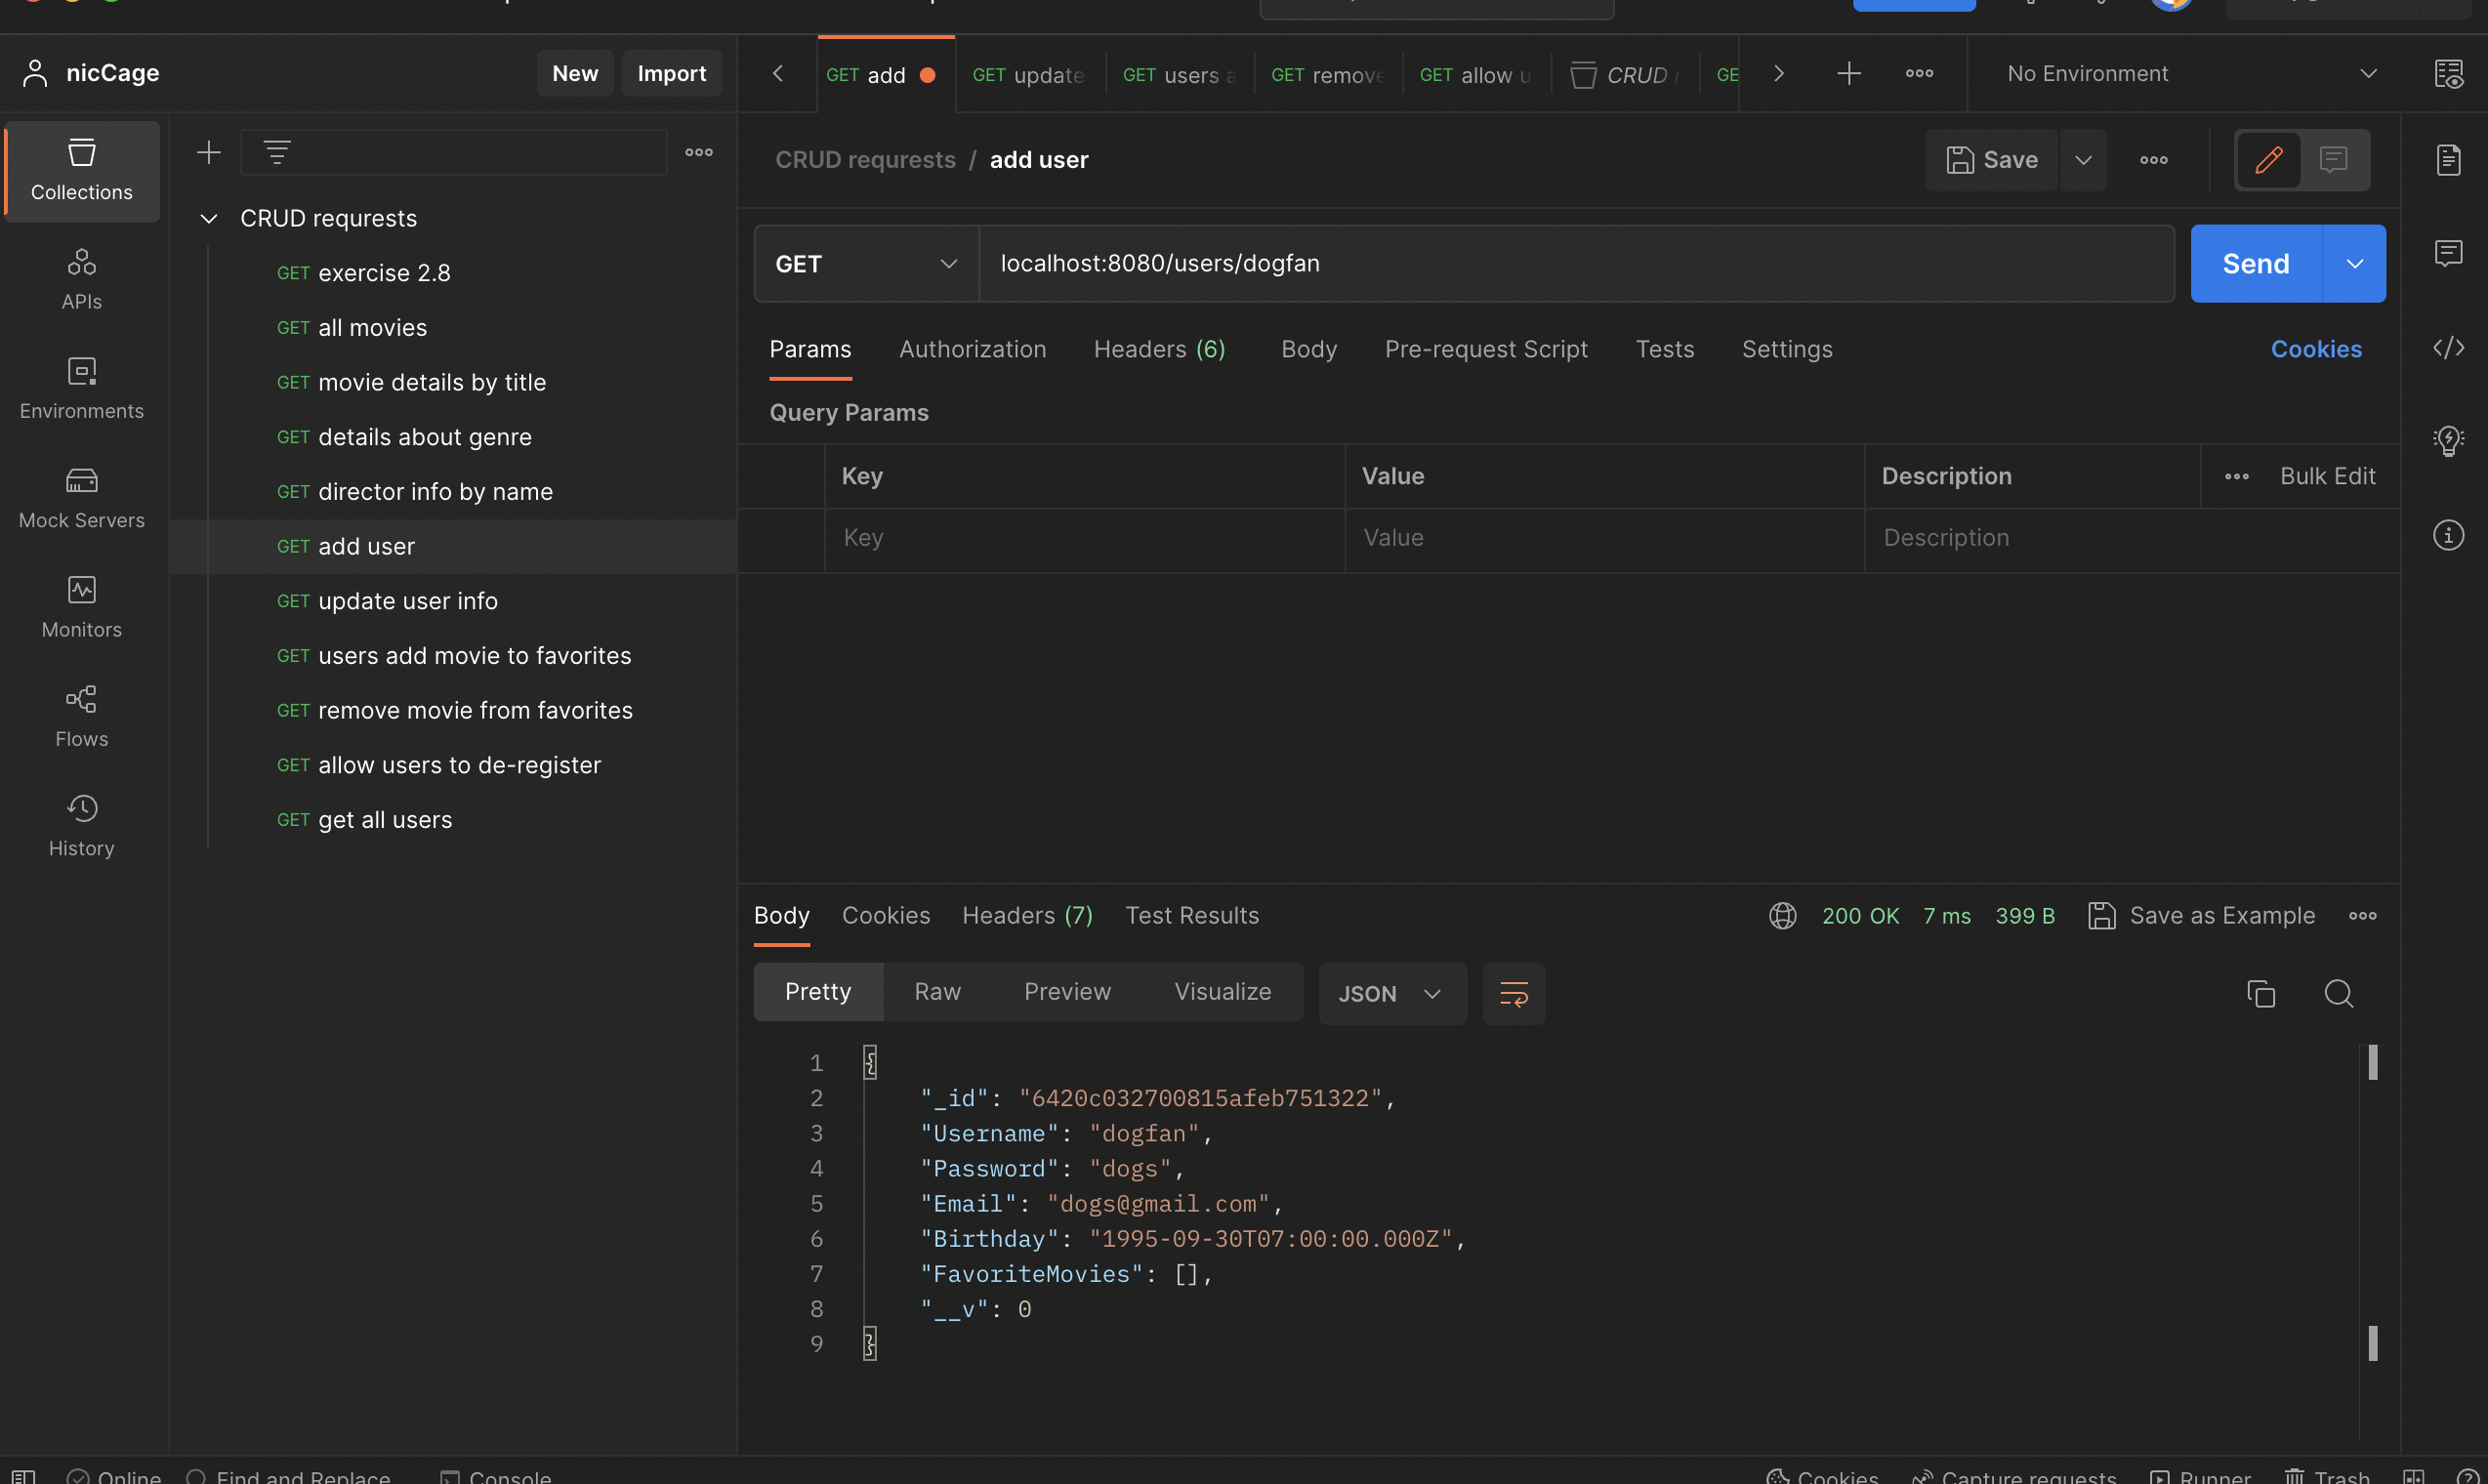 nicCage
New
Import
GET add
GET update
GET users a
GET remove
GET allow u
CRUD r
GE
No Environment
Collections
APIs
Environments
Mock Servers
Monitors
Flows
History
CRUD requrests
GET exercise 2.8
GET all movies
GET movie details by title
GET details about genre
GET director info by name
GET add user
GET update user info
GET users add movie to favorites
GET remove movie from favorites
GET allow users to de-register
GET get all users
CRUD requrests / add user
Save
GET
localhost:8080/users/dogfan
Send
Params Authorization Headers (6) Body Pre-request Script Tests Settings
Cookies
Query Params
Key Value Description
Bulk Edit
Key Value Description
Body Cookies Headers (7) Test Results
200 OK 7 ms 399 B
Save as Example
Pretty Raw Preview Visualize
JSON
1 {
2 "_id": "6420c032700815afeb751322",
3 "Username": "dogfan",
4 "Password": "dogs",
5 "Email": "dogs@gmail.com",
6 "Birthday": "1995-09-30T07:00:00.000Z",
7 "FavoriteMovies": [],
8 "__v": 0
9 }
Online
Find and Replace
Console
Cookies
Capture requests
Runner
Trash